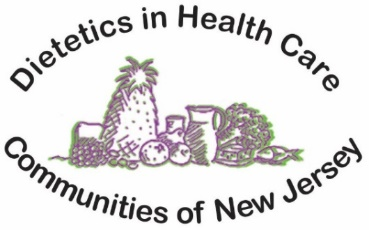 Dietetics in Health Care
Communities of New Jersey